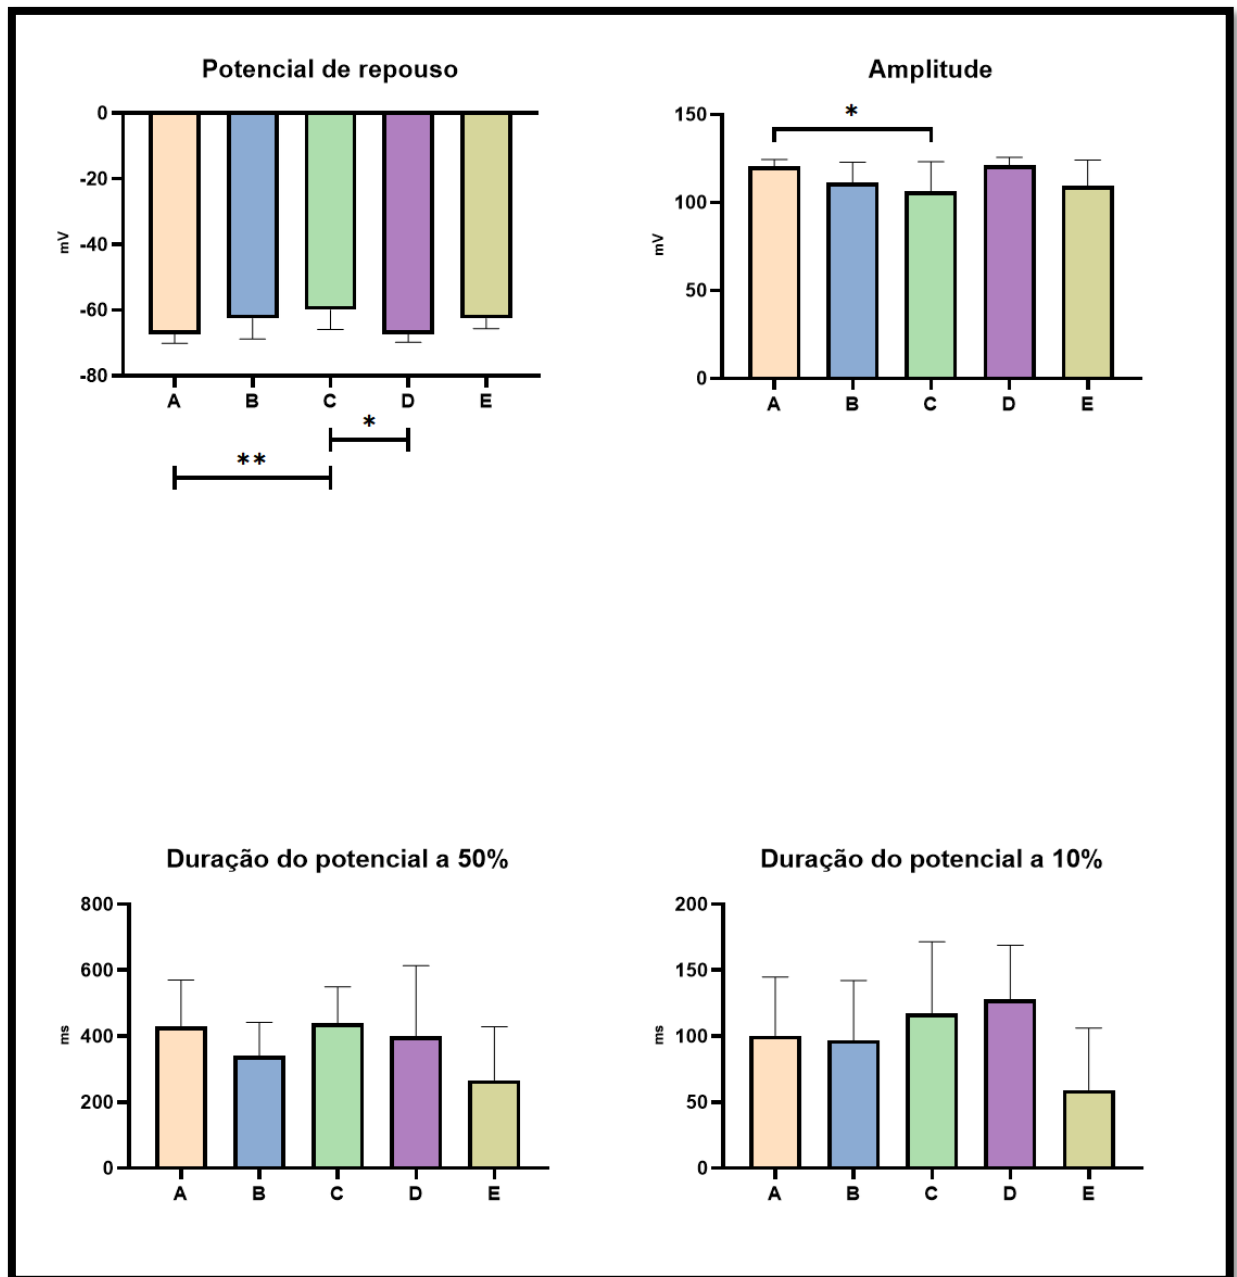 Potencial de repouso
0
-20
-40
-60
-80
mV
A B C D E
*
**
Amplitude
150
100
50
0
mV
*
A B C D E
Duração do potencial a 50%
800
600
400
200
0
ms
A B C D E
Duração do potencial a 10%
200
150
100
50
0
ms
A B C D E